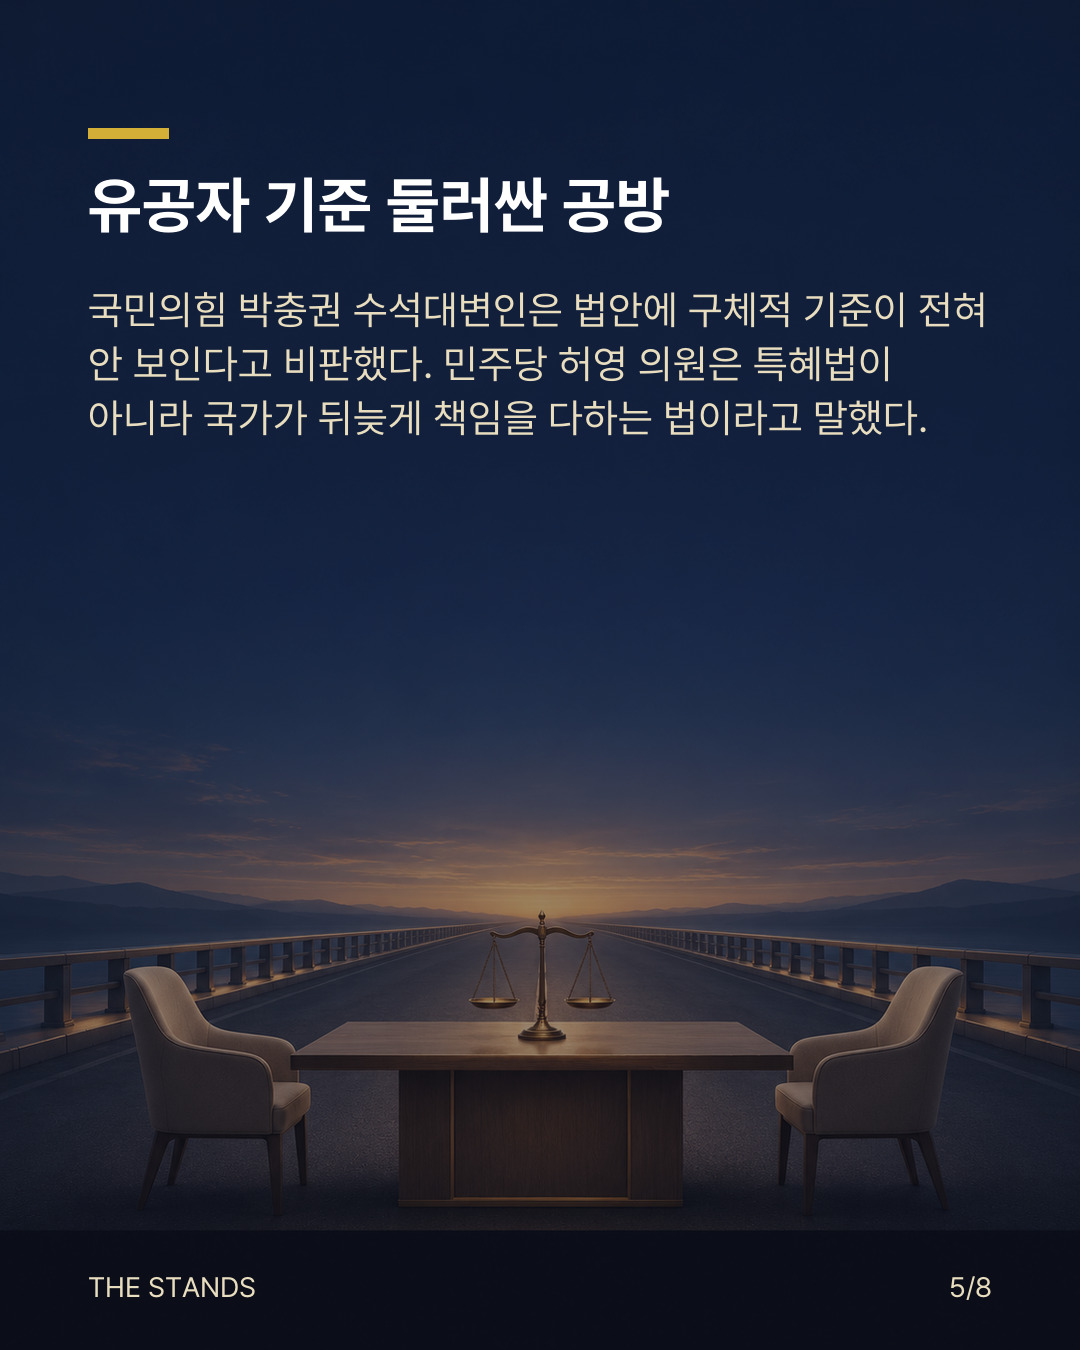 유공자 기준 둘러싼 공방
국민의힘 박충권 수석대변인은 법안에 구체적 기준이 전혀
안 보인다고 비판했다. 민주당 허영 의원은 특혜법이
아니라 국가가 뒤늦게 책임을 다하는 법이라고 말했다.
THE STANDS
5/8